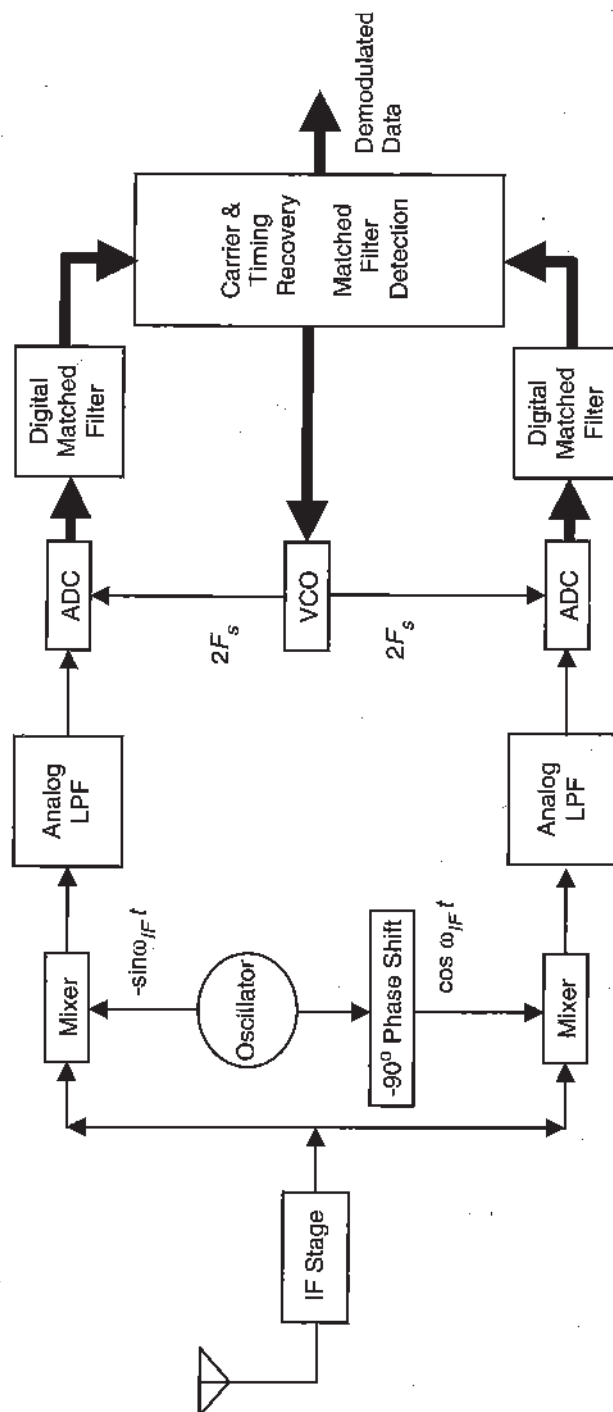 IF Stage
Mixer
-sinω_IF t
Oscillator
-90° Phase Shift
cos ω_IF t
Mixer
Analog
LPF
Analog
LPF
ADC
2F_s
VCO
2F_s
ADC
Digital
Matched
Filter
Digital
Matched
Filter
Carrier &
Timing
Recovery
Matched
Filter
Detection
Demodulated
Data